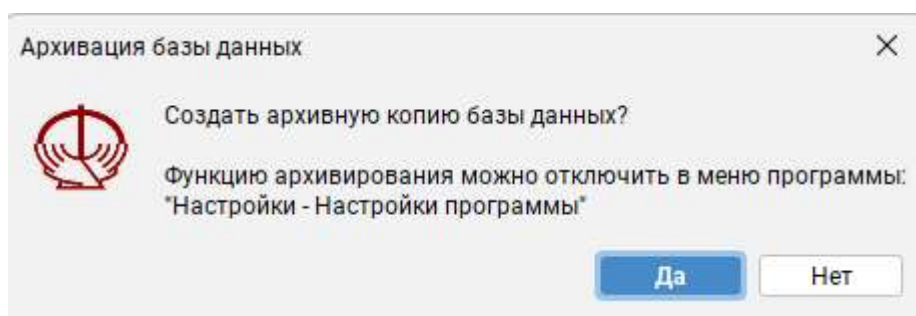 Архивация базы данных
Создать архивную копию базы данных?
Функцию архивирования можно отключить в меню программы:
"Настройки - Настройки программы"
Да
Нет